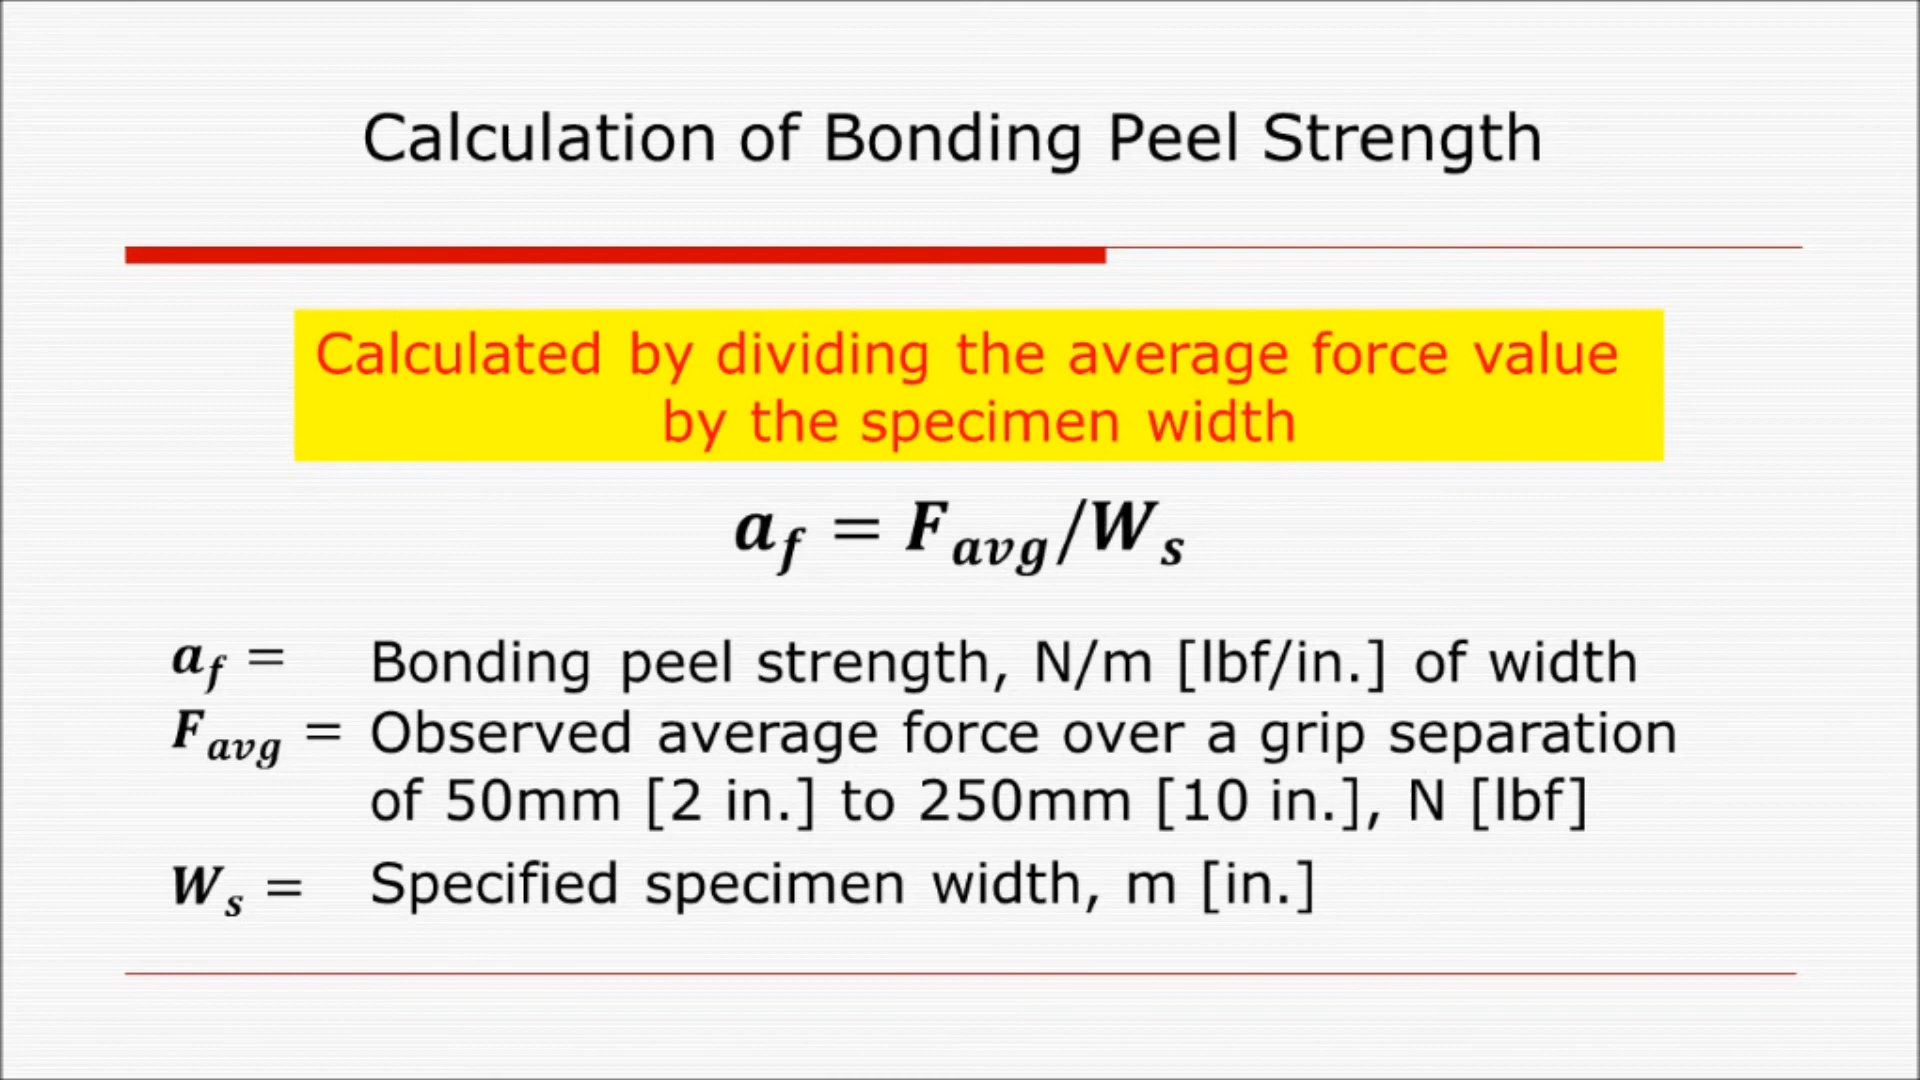 Calculation of Bonding Peel Strength
Calculated by dividing the average force value
by the specimen width
a_f = F_avg/W_s
a_f = Bonding peel strength, N/m [lbf/in.] of width
F_avg = Observed average force over a grip separation
of 50mm [2 in.] to 250mm [10 in.], N [lbf]
W_s = Specified specimen width, m [in.]